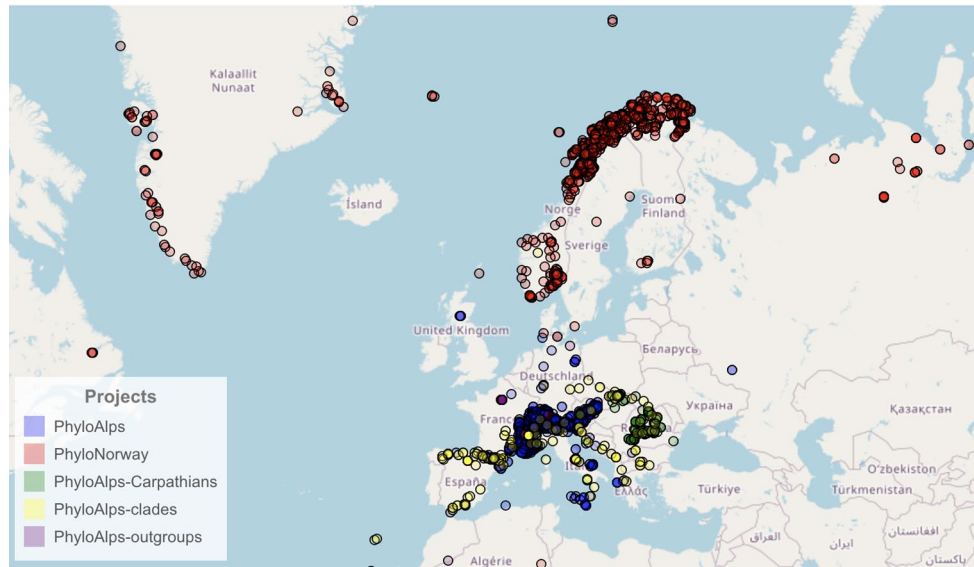 Kalaallit
Nunaat
Ísland
Norge
Suomi
Finland
Sverige
United Kingdom
Беларусь
Deutschland
Україна
France
Қазақстан
España
Ελλάς
Türkiye
O'zbekiston
Türkmenistan
Algérie
العراق
ایران
افغانستان
پاکستان
Projects
PhyloAlps
PhyloNorway
PhyloAlps-Carpathians
PhyloAlps-clades
PhyloAlps-outgroups